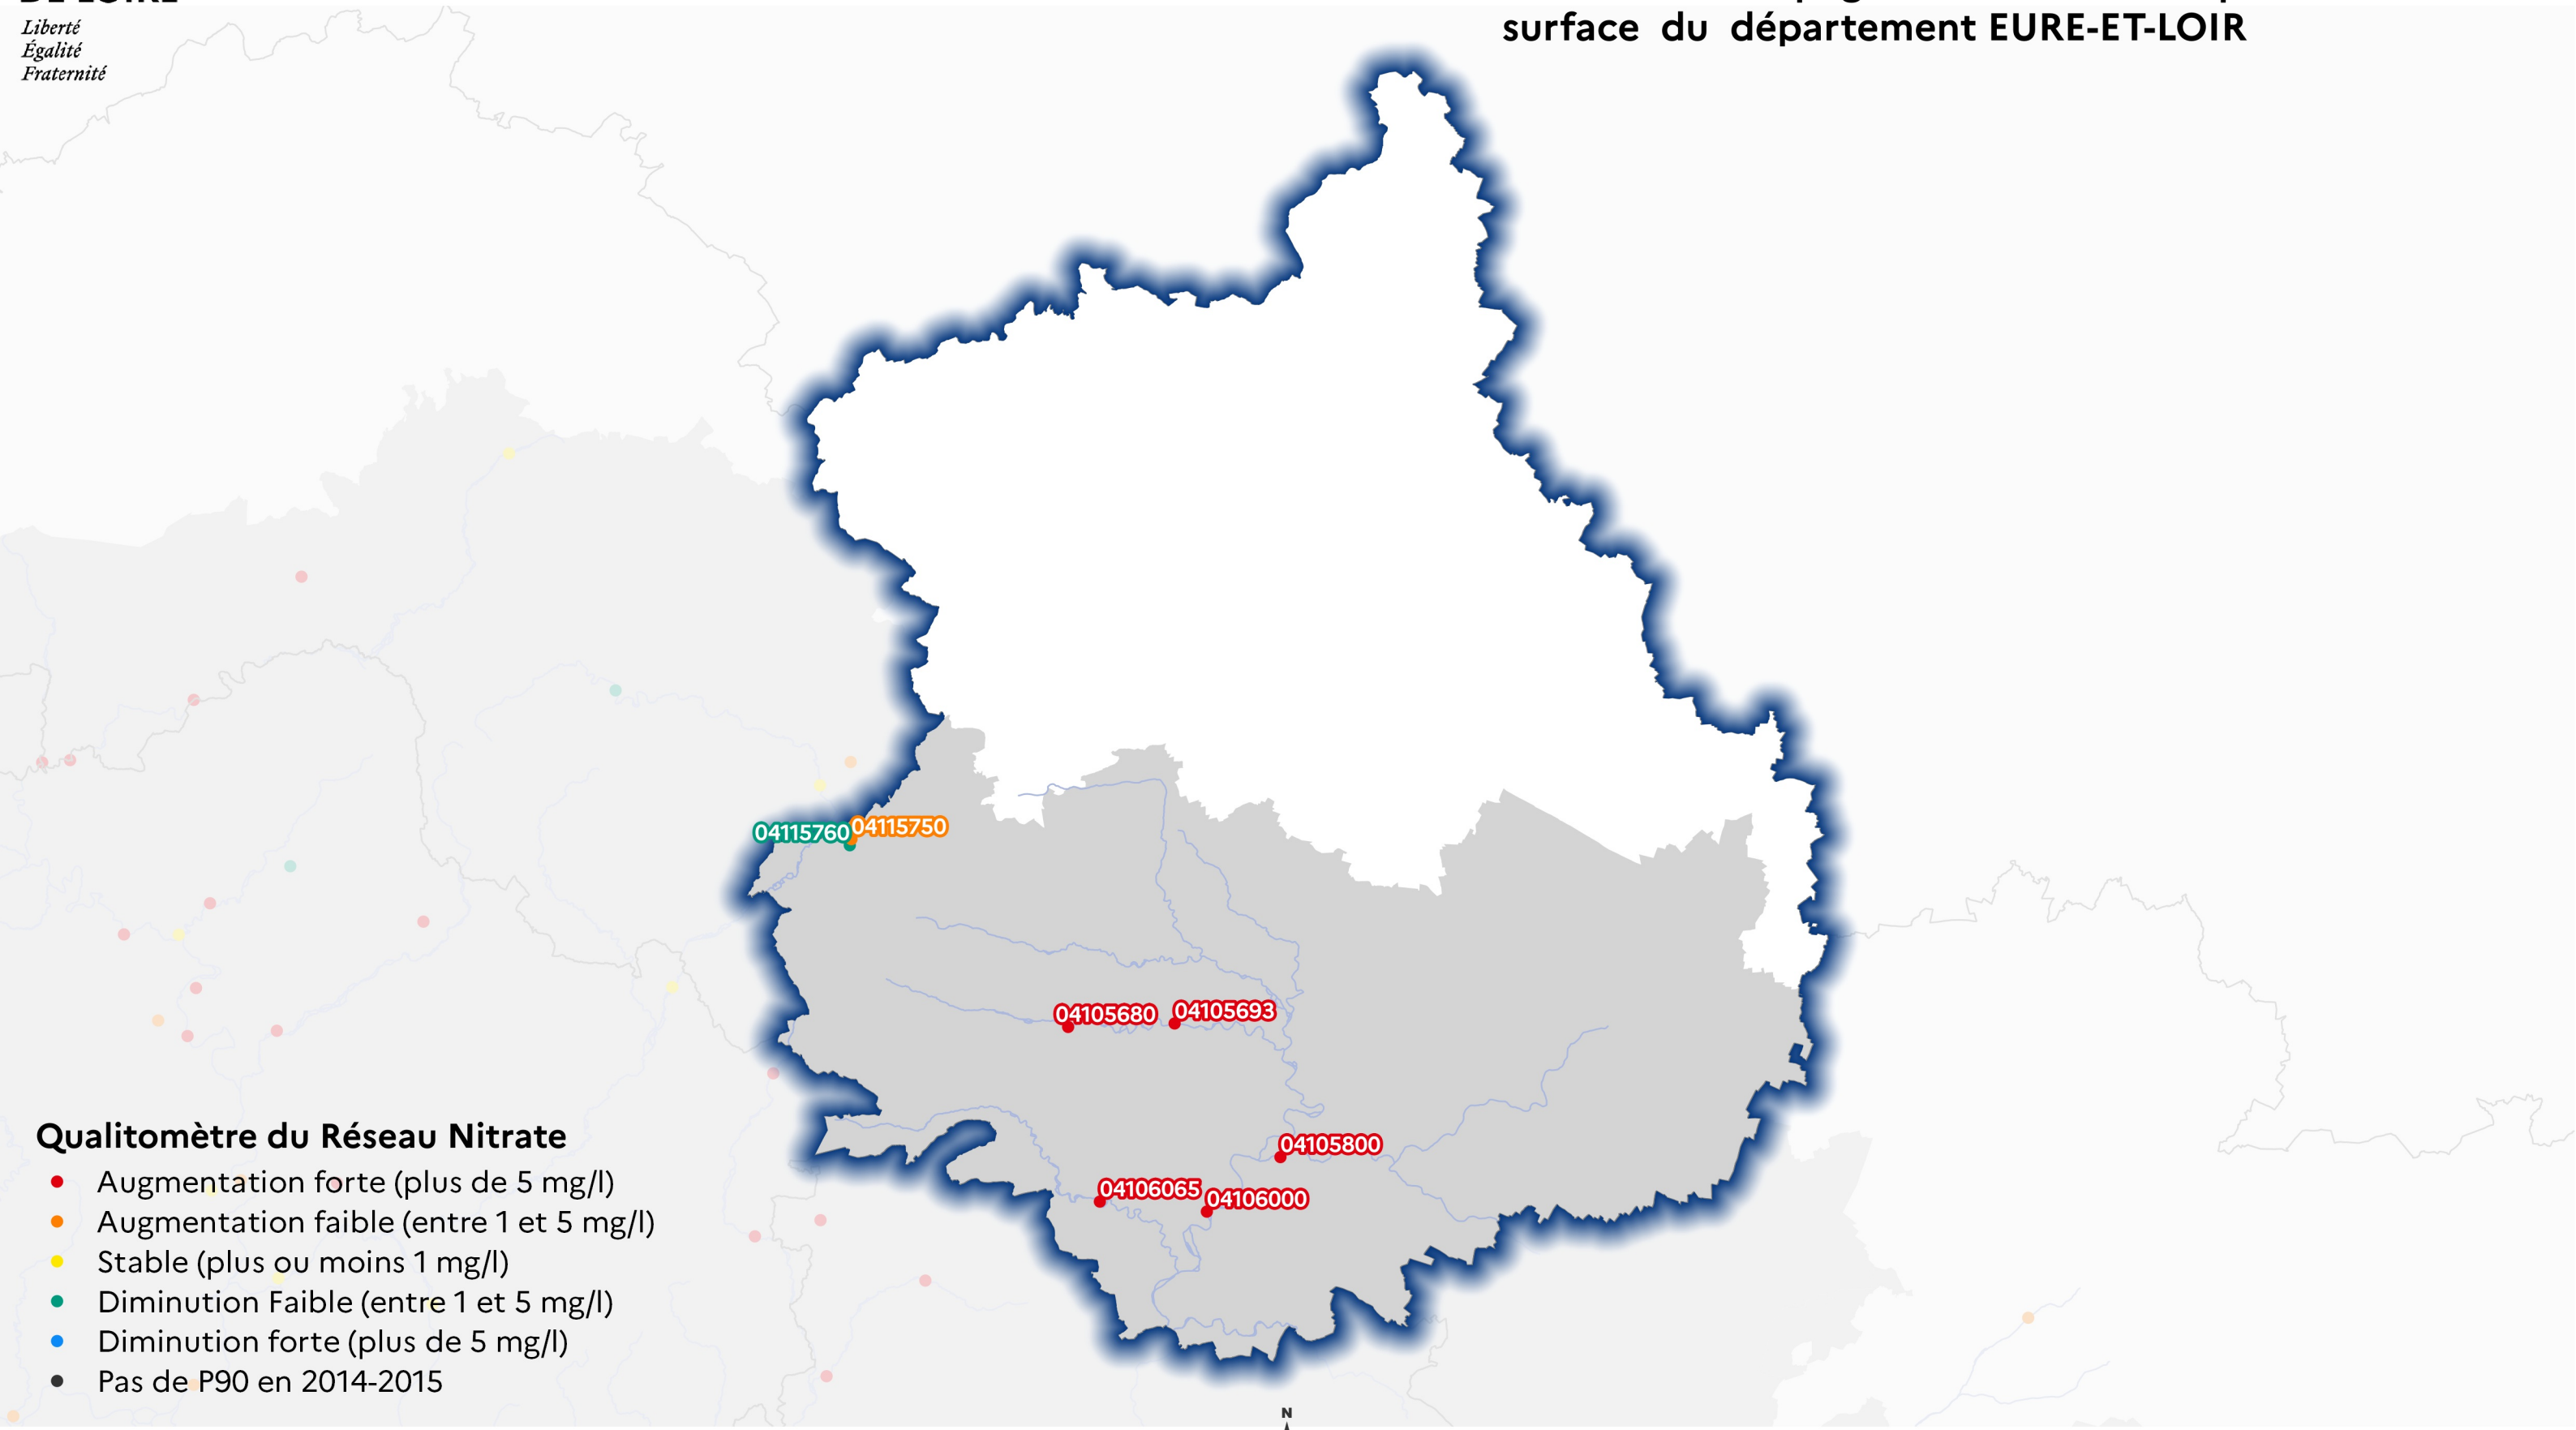 DE LOIRE
Liberté
Égalité
Fraternité
surface du département EURE-ET-LOIR
04115760
04115750
04105680
04105693
04105800
04106065
04106000
Qualitomètre du Réseau Nitrate
Augmentation forte (plus de 5 mg/l)
Augmentation faible (entre 1 et 5 mg/l)
Stable (plus ou moins 1 mg/l)
Diminution Faible (entre 1 et 5 mg/l)
Diminution forte (plus de 5 mg/l)
Pas de P90 en 2014-2015
N